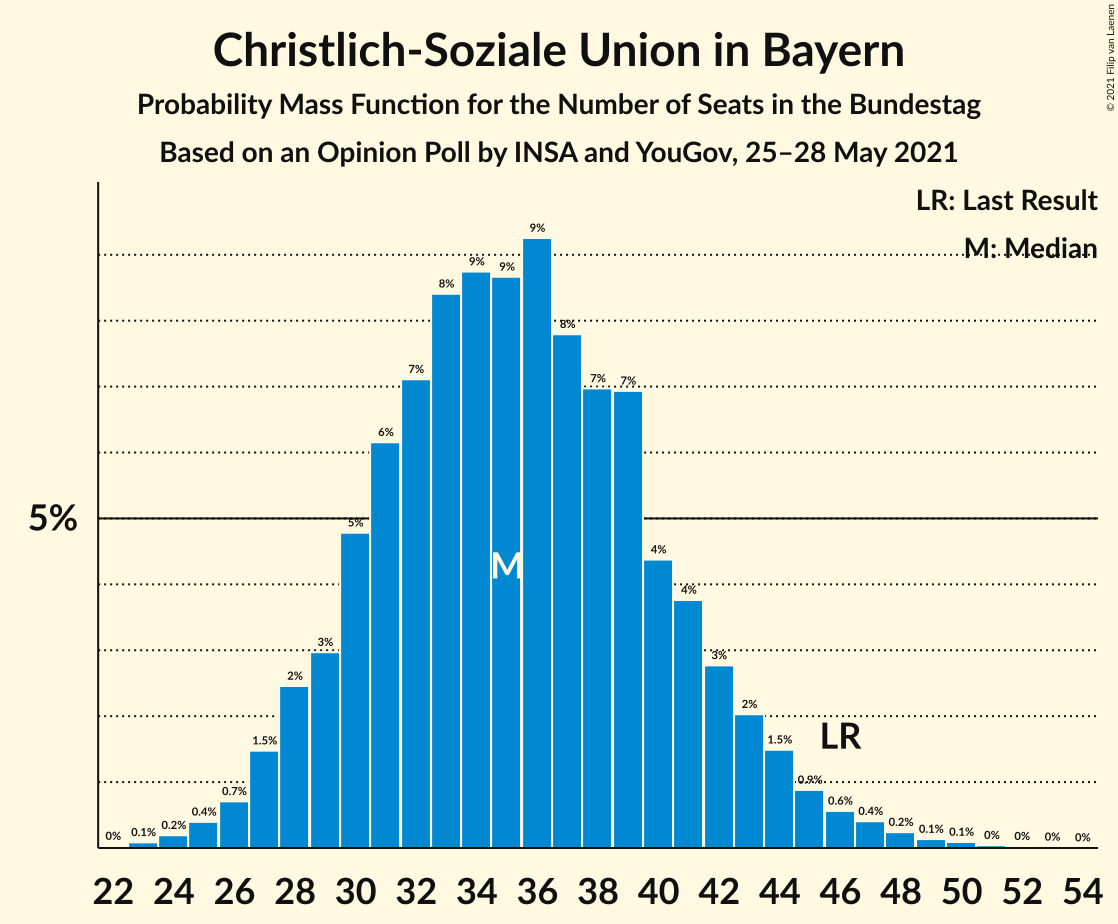 Christlich-Soziale Union in Bayern
Probability Mass Function for the Number of Seats in the Bundestag
Based on an Opinion Poll by INSA and YouGov, 25–28 May 2021
© 2021 Filip van Laenen
LR: Last Result
M: Median
5%
0% 0.1% 0.2% 0.4% 0.7% 1.5% 2% 3% 5% 6% 7% 8% 9% 9% 9% 8% 7% 7% 4% 4% 3% 2% 1.5% 0.9% 0.6% 0.4% 0.2% 0.1% 0.1% 0% 0% 0% 0%
M
LR
22 24 26 28 30 32 34 36 38 40 42 44 46 48 50 52 54